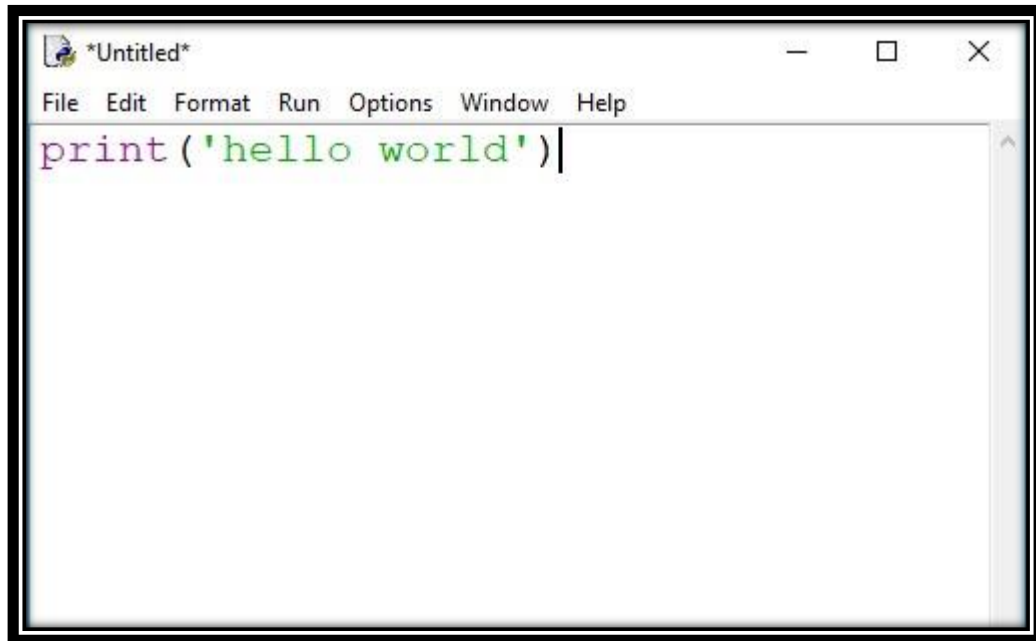 *Untitled*
File Edit Format Run Options Window Help
print('hello world')